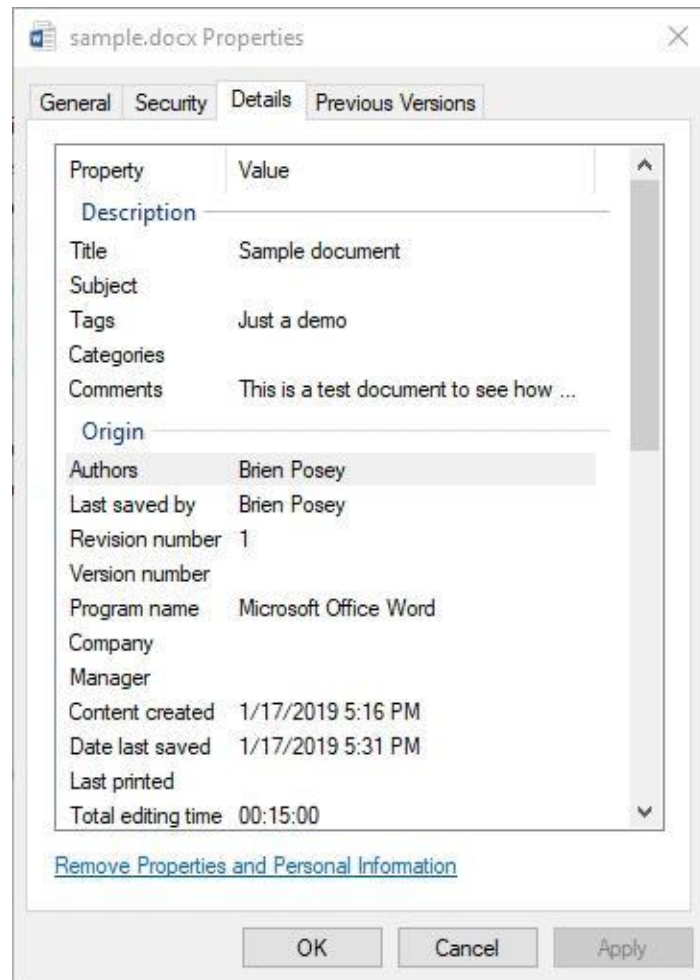 sample.docx Properties
General Security Details Previous Versions
Property Value
Description
Title Sample document
Subject
Tags Just a demo
Categories
Comments This is a test document to see how ...
Origin
Authors Brien Posey
Last saved by Brien Posey
Revision number 1
Version number
Program name Microsoft Office Word
Company
Manager
Content created 1/17/2019 5:16 PM
Date last saved 1/17/2019 5:31 PM
Last printed
Total editing time 00:15:00
Remove Properties and Personal Information
OK Cancel Apply